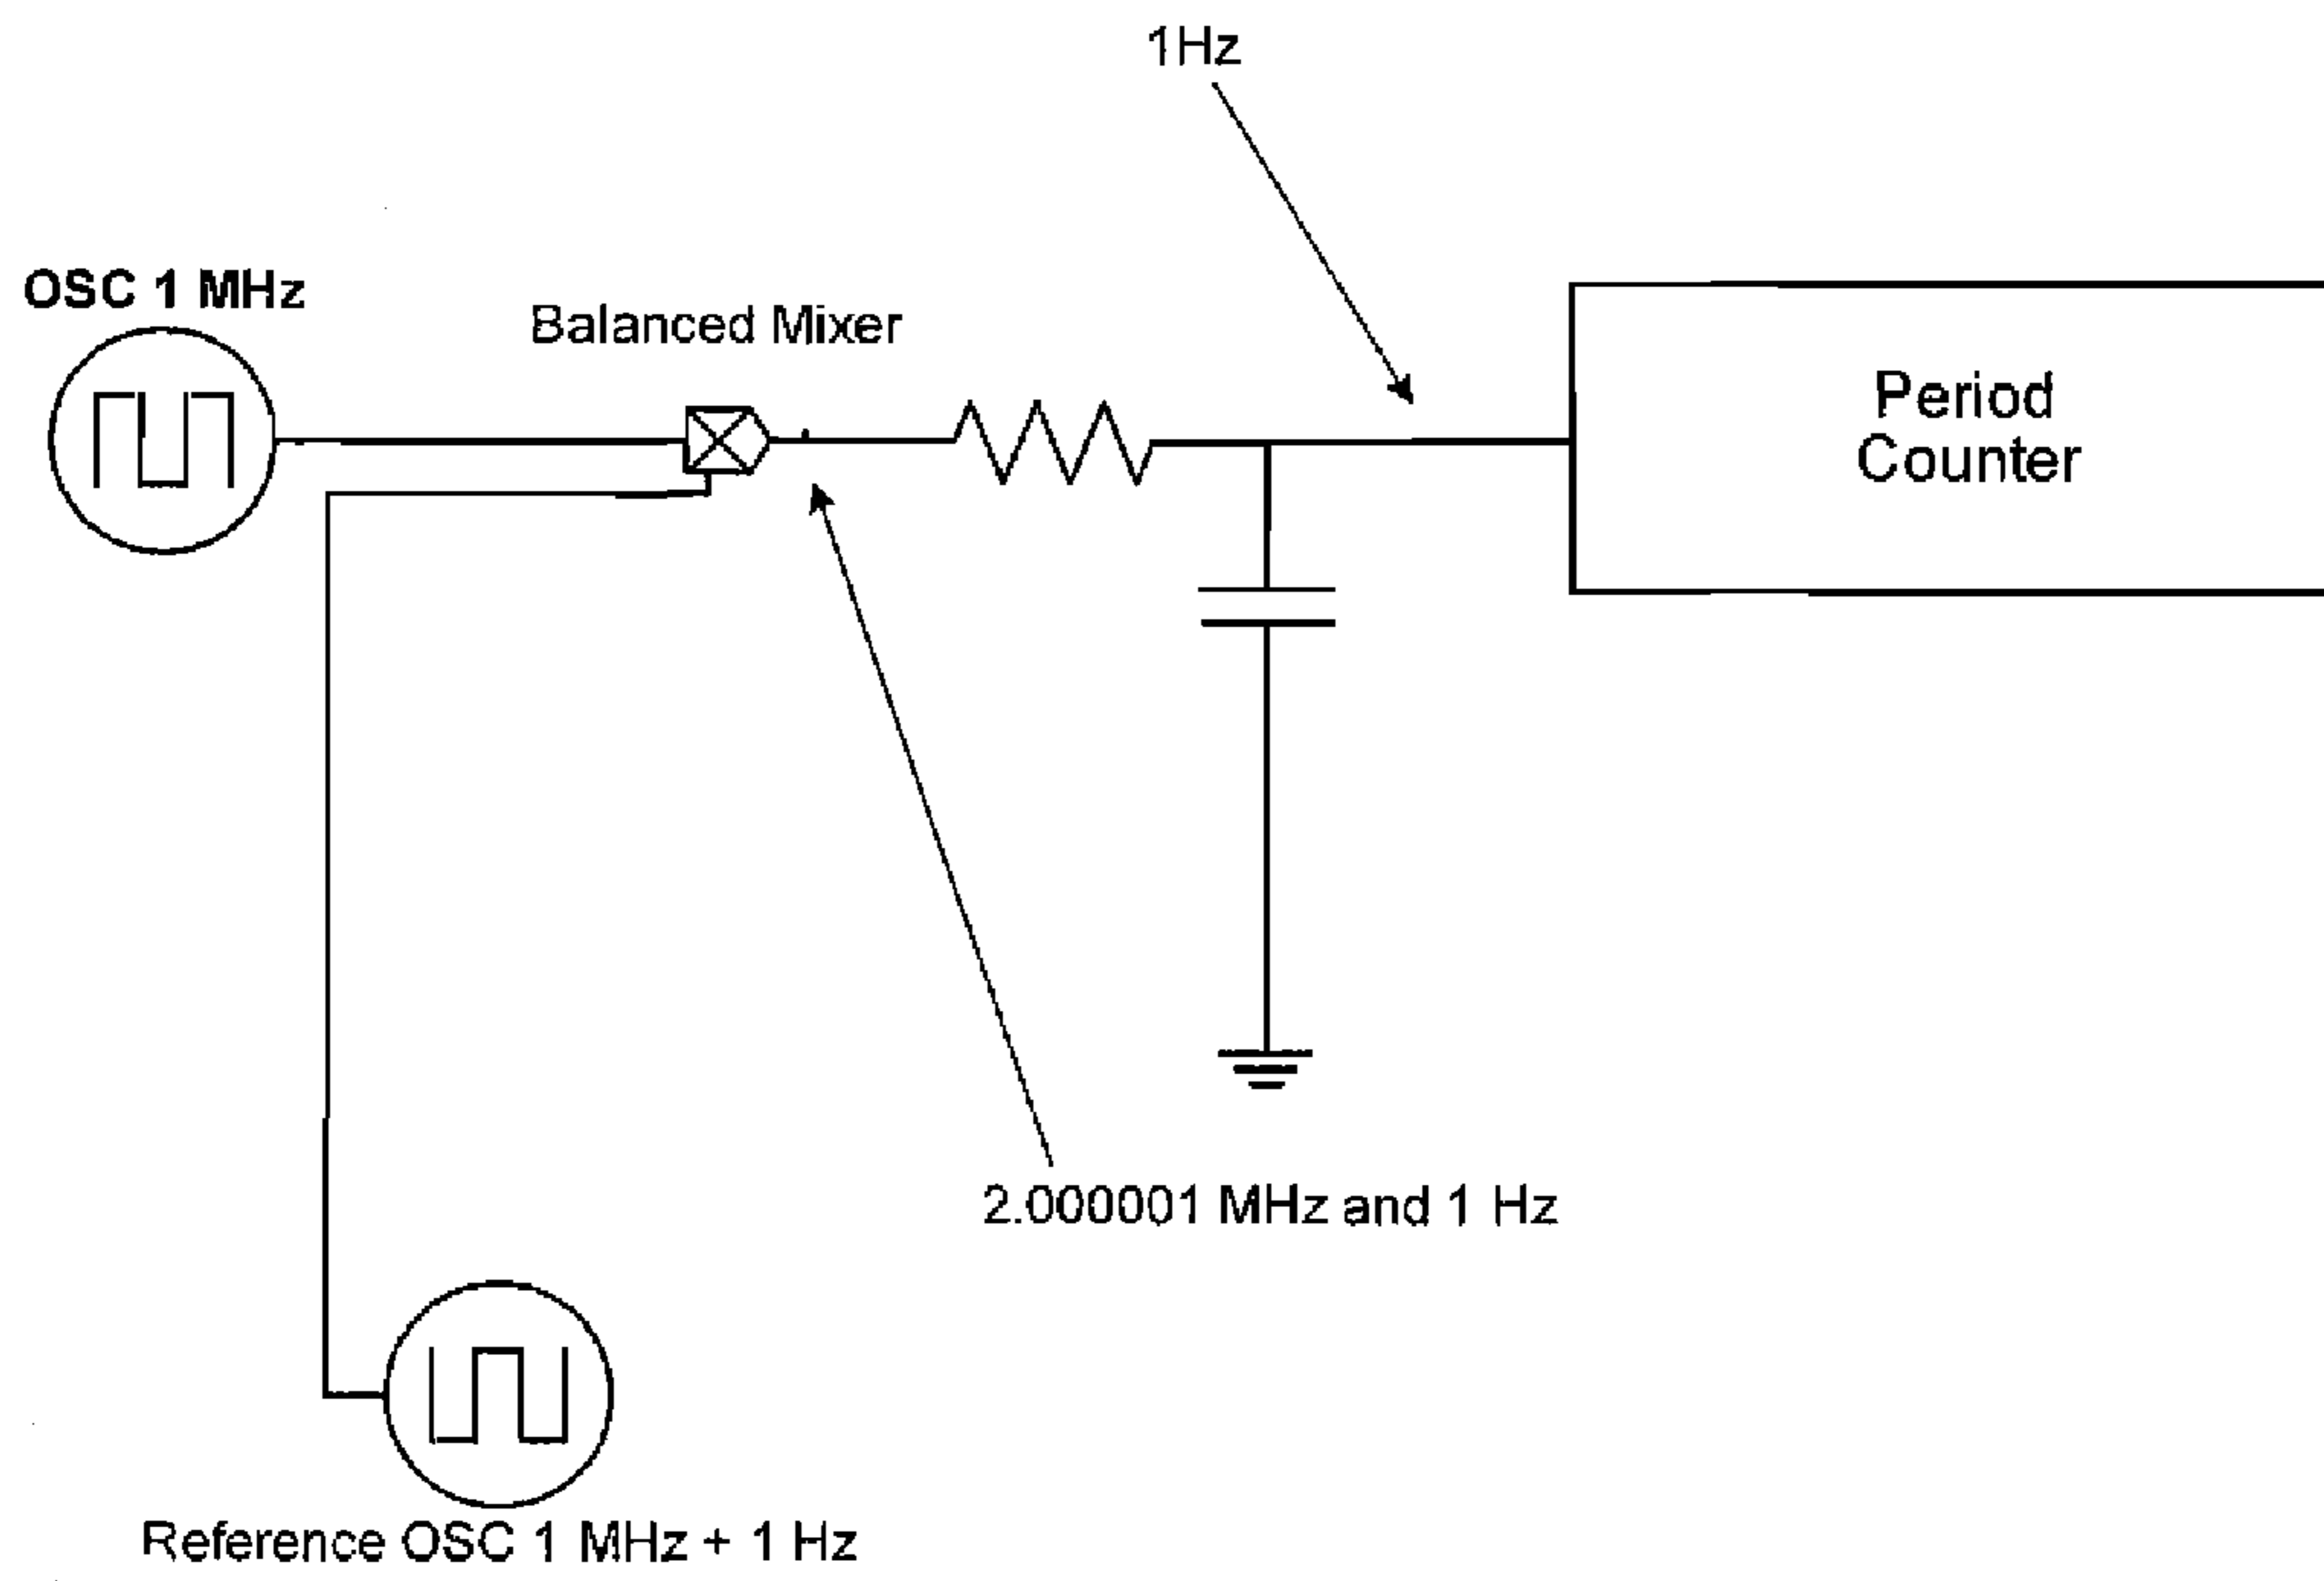 1Hz
OSC 1 MHz
Balanced Mixer
Period
Counter
2.000001 MHz and 1 Hz
Reference OSC 1 MHz + 1 Hz